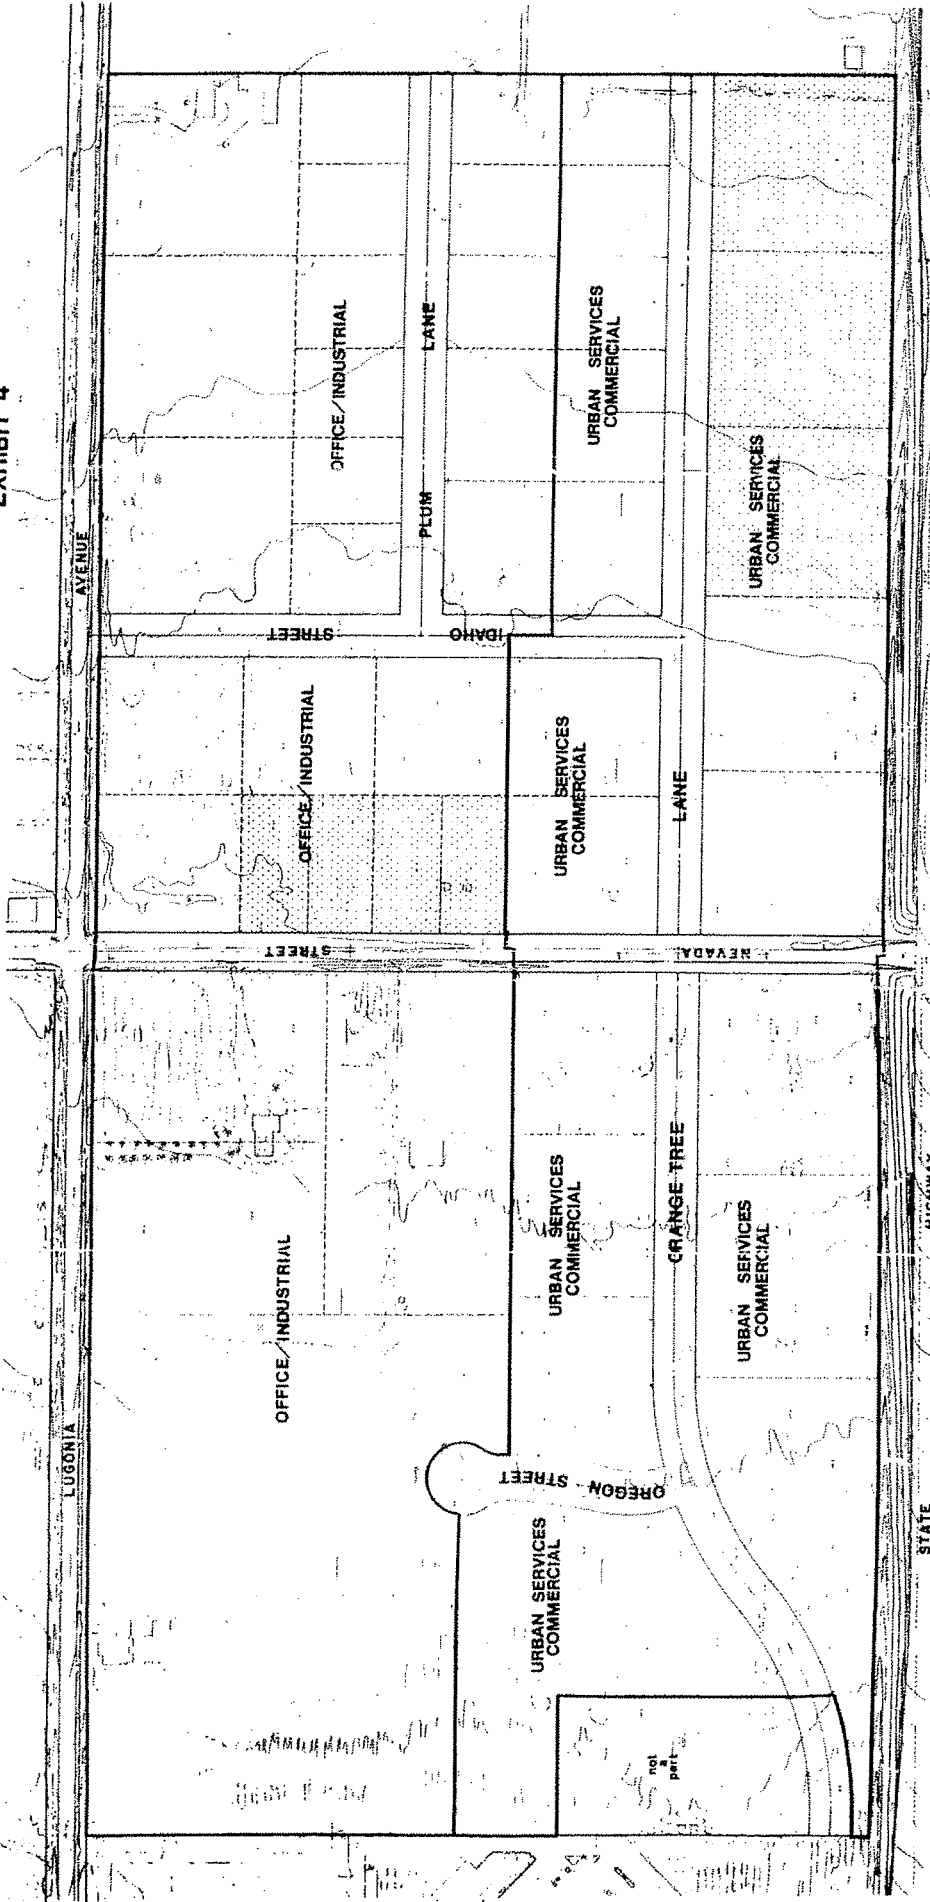 EXHIBIT 4
LUGONIA
AVENUE
OFFICE/INDUSTRIAL
STREET
OFFICE/INDUSTRIAL
STREET
OFFICE/INDUSTRIAL
PLUM
LANE
IDAHO
URBAN SERVICES
COMMERCIAL
OREGON STREET
URBAN SERVICES
COMMERCIAL
URBAN SERVICES
COMMERCIAL
URBAN SERVICES
COMMERCIAL
not
a
part
ORANGE TREE
LANE
URBAN SERVICES
COMMERCIAL
NEVADA
URBAN SERVICES
COMMERCIAL
STATE
HIGHWAY